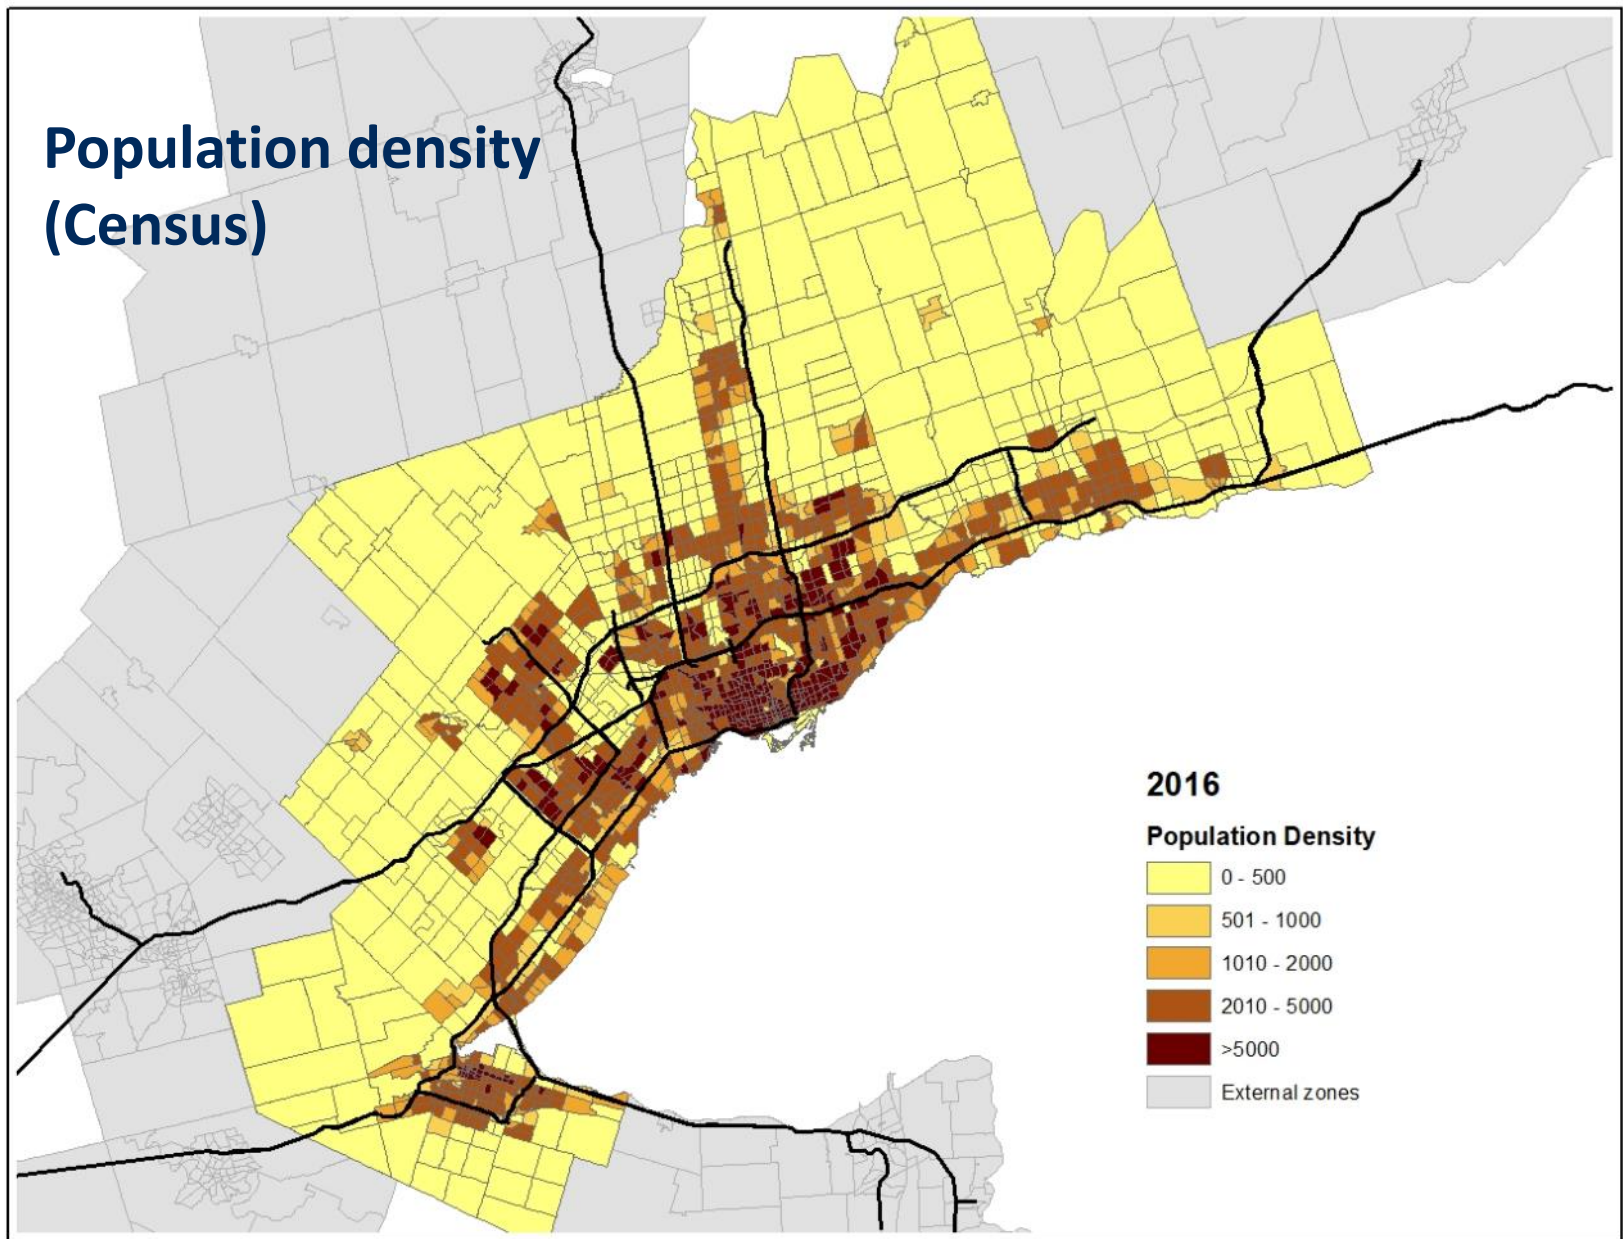 Population density
(Census)
2016
Population Density
0 - 500
501 - 1000
1010 - 2000
2010 - 5000
>5000
External zones